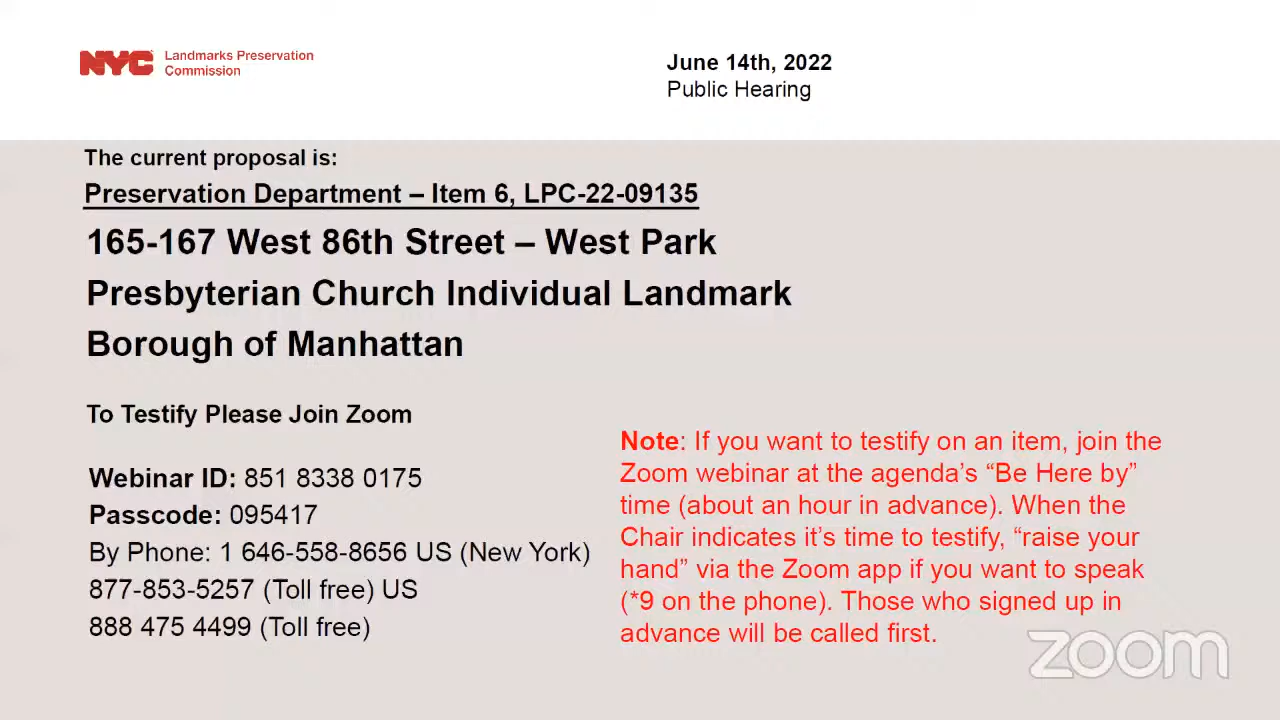 NYC Landmarks Preservation
Commission
June 14th, 2022
Public Hearing
The current proposal is:
Preservation Department – Item 6, LPC-22-09135
165-167 West 86th Street – West Park
Presbyterian Church Individual Landmark
Borough of Manhattan
To Testify Please Join Zoom
Webinar ID: 851 8338 0175
Passcode: 095417
By Phone: 1 646-558-8656 US (New York)
877-853-5257 (Toll free) US
888 475 4499 (Toll free)
Note: If you want to testify on an item, join the
Zoom webinar at the agenda’s “Be Here by”
time (about an hour in advance). When the
Chair indicates it’s time to testify, “raise your
hand” via the Zoom app if you want to speak
(*9 on the phone). Those who signed up in
advance will be called first.
zoom